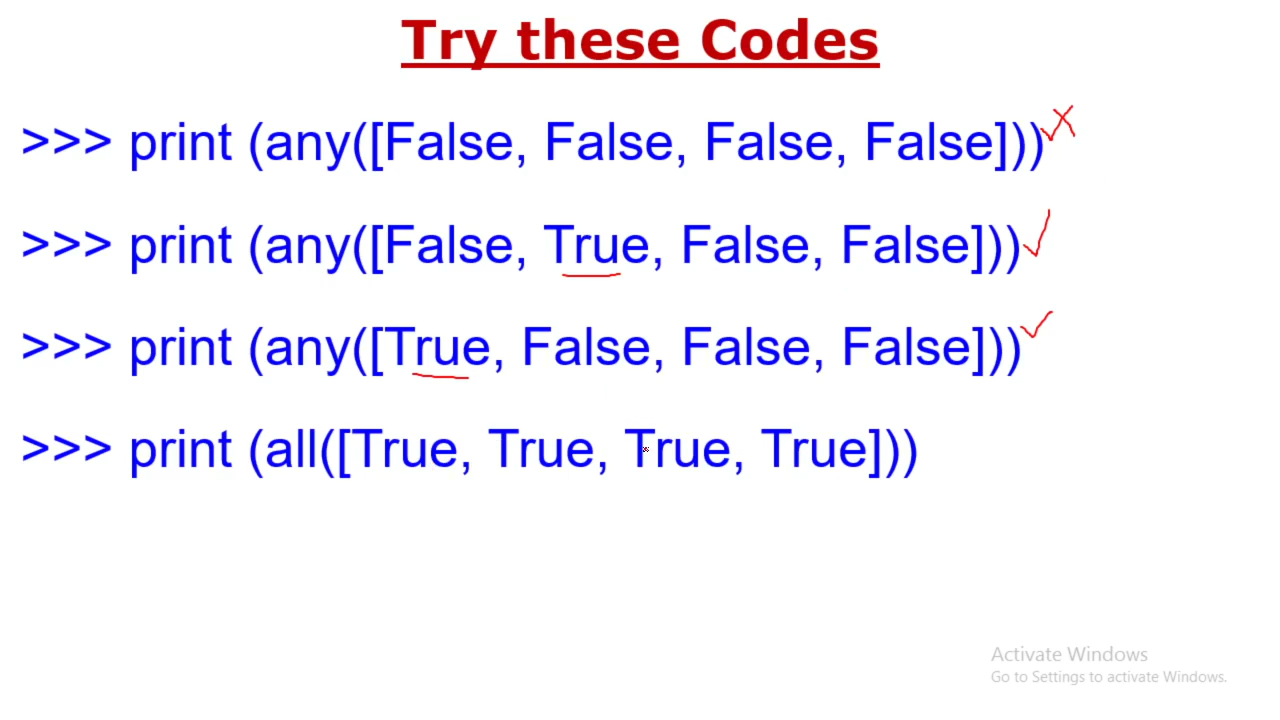 Try these Codes
>>> print (any([False, False, False, False]))
>>> print (any([False, True, False, False]))
>>> print (any([True, False, False, False]))
>>> print (all([True, True, True, True]))
Activate Windows
Go to Settings to activate Windows.